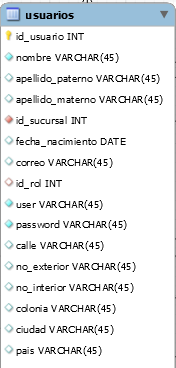 usuarios
id_usuario INT
nombre VARCHAR(45)
apellido_paterno VARCHAR(45)
apellido_materno VARCHAR(45)
id_sucursal INT
fecha_nacimiento DATE
correo VARCHAR(45)
id_rol INT
user VARCHAR(45)
password VARCHAR(45)
calle VARCHAR(45)
no_exterior VARCHAR(45)
no_interior VARCHAR(45)
colonia VARCHAR(45)
ciudad VARCHAR(45)
pais VARCHAR(45)